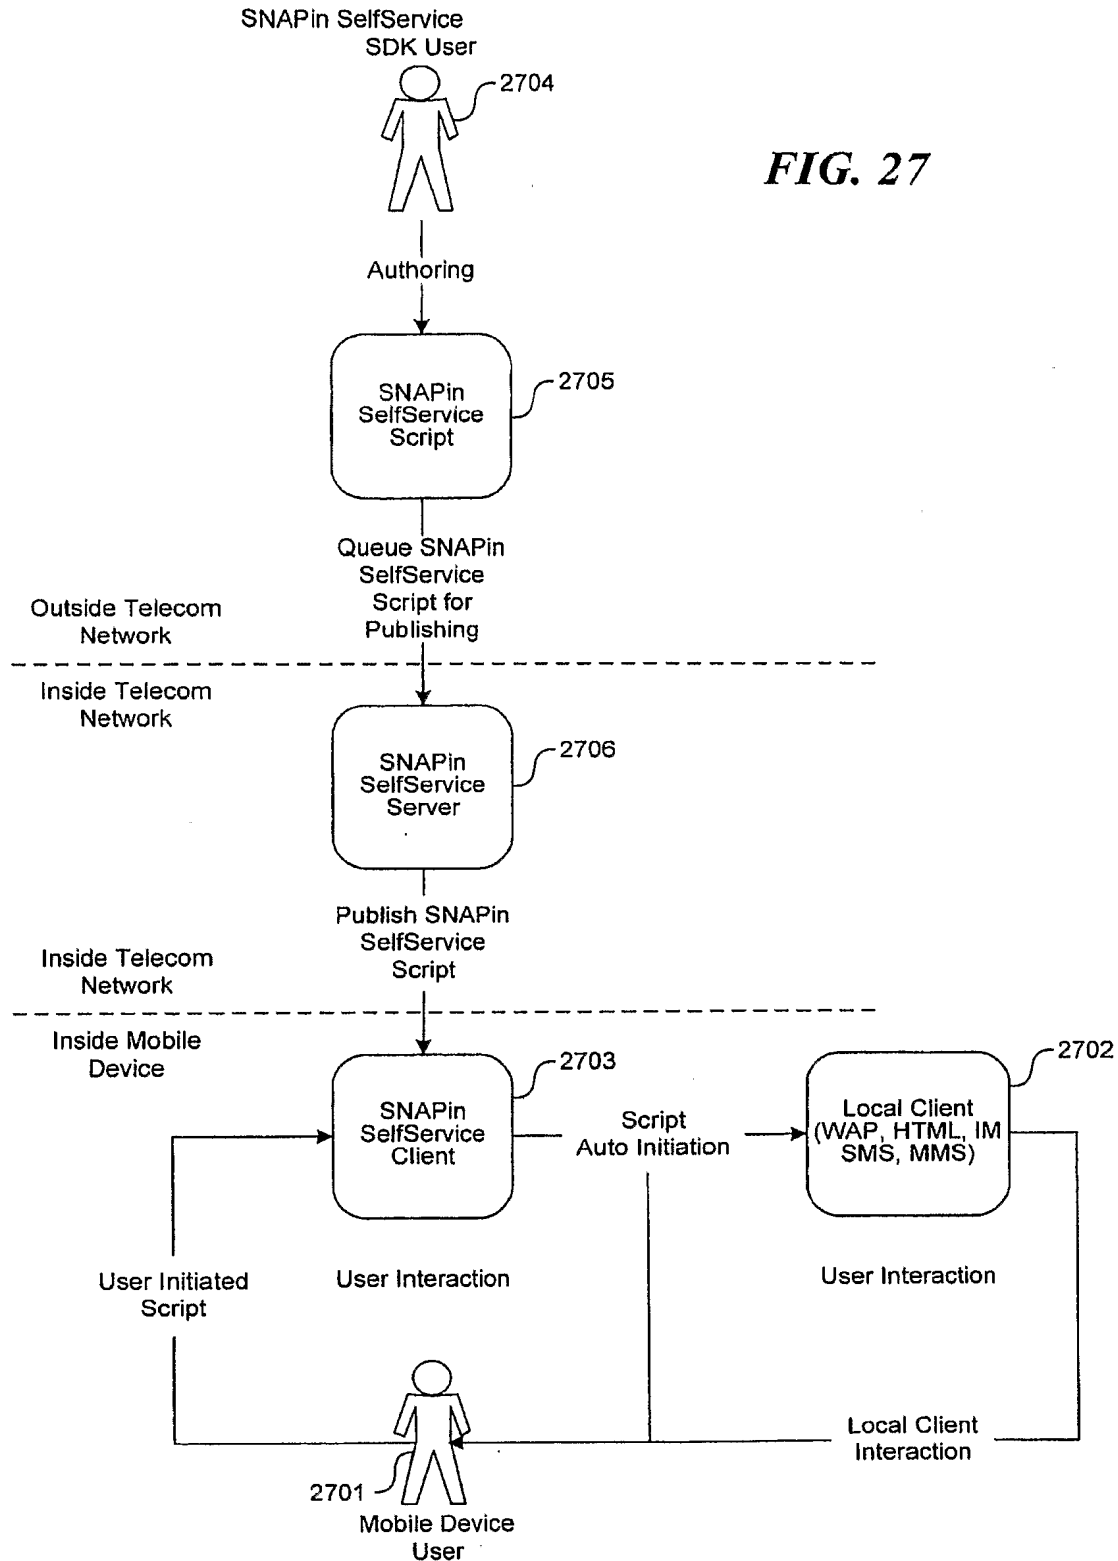 SNAPin SelfService
SDK User
2704
FIG. 27
Authoring
SNAPin
SelfService
Script
2705
Queue SNAPin
SelfService
Script for
Publishing
Outside Telecom
Network
Inside Telecom
Network
SNAPin
SelfService
Server
2706
Publish SNAPin
SelfService
Script
Inside Telecom
Network
Inside Mobile
Device
SNAPin
SelfService
Client
2703
Script
Auto Initiation
Local Client
(WAP, HTML, IM
SMS, MMS)
2702
User Initiated
Script
User Interaction
User Interaction
Local Client
Interaction
2701
Mobile Device
User